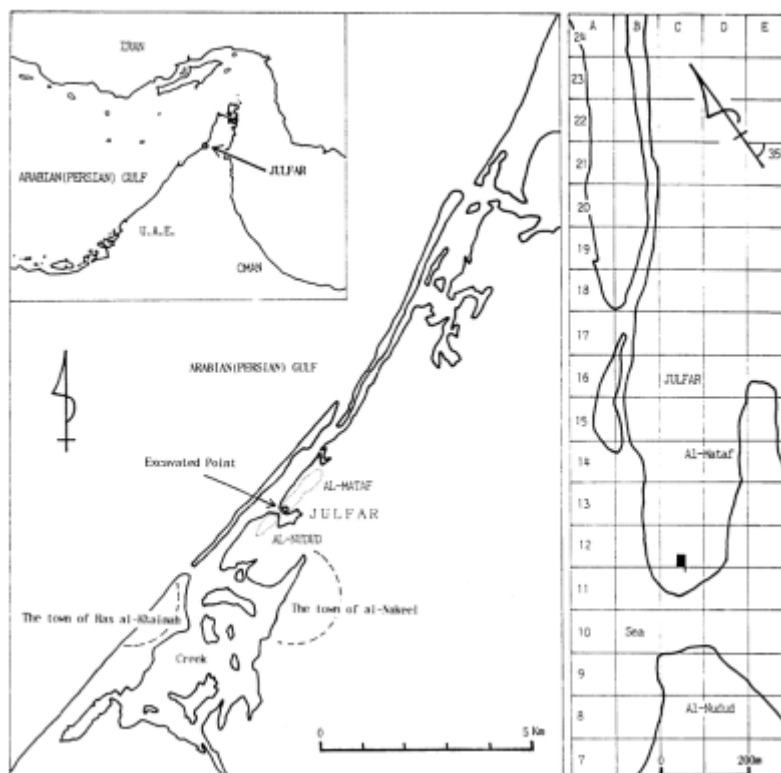 IRAN
ARABIAN(PERSIAN) GULF
JULFAR
U.A.E.
OMAN
ARABIAN(PERSIAN) GULF
Excavated Point
AL-MATAF
JULFAR
AL-NUDUD
The town of Ras al-Khaimah
The town of al-Nakeel
Creek
0 5 Km
A B C D E
24
23
22
35
21
20
19
18
17
16 JULFAR
15
Al-Mataf
14
13
12
11
10 Sea
9
Al-Nudud
8
7
0 200m